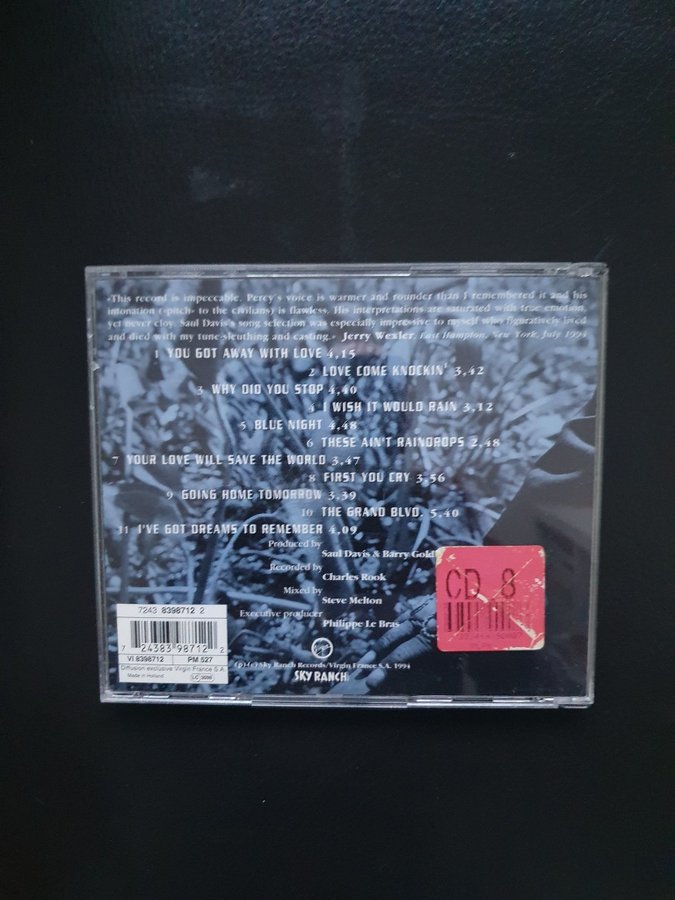 «This record is impeccable. Percy's voice is warmer and rounder than I remembered it and his
intonation («pitch» to the civilians) is flawless. His interpretations are saturated with true emotion,
yet never cloy. Saul Davis's song selection was especially impressive to myself who figuratively lived
and died with my tune-sleuthing and casting.» Jerry Wexler, East Hampton, New York, July 1994
1 YOU GOT AWAY WITH LOVE 4,15
2 LOVE COME KNOCKIN' 3,42
3 WHY DID YOU STOP 4,40
4 I WISH IT WOULD RAIN 3,12
5 BLUE NIGHT 4,48
6 THESE AIN'T RAINDROPS 2,48
7 YOUR LOVE WILL SAVE THE WORLD 3,47
8 FIRST YOU CRY 3,56
9 GOING HOME TOMORROW 3,39
10 THE GRAND BLVD. 5,40
11 I'VE GOT DREAMS TO REMEMBER 4,09
Produced by
Saul Davis & Barry Gold
Recorded by
Charles Rook
Mixed by
Steve Melton
Executive producer
Philippe Le Bras
CD 8
7243 8398712 2
7 24383 98712 2
VI 8398712 PM 527
Diffusion exclusive Virgin France S.A.
Made in Holland LC 3098
Virgin
(p)(c) Sky Ranch Records/Virgin France S.A. 1994
SKY RANCH